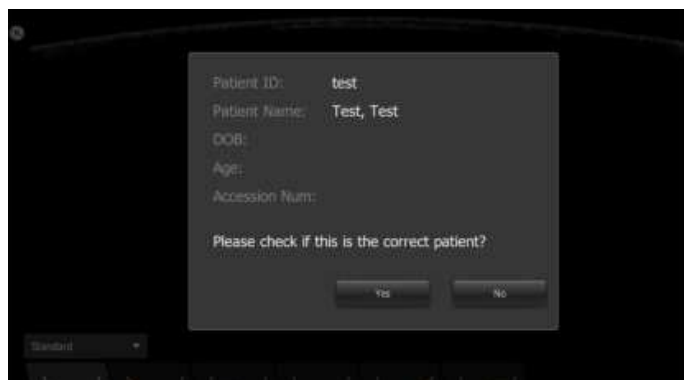 Patient ID: test
Patient Name: Test, Test
DOB:
Age:
Accession Num:
Please check if this is the correct patient?
Yes No
Standard